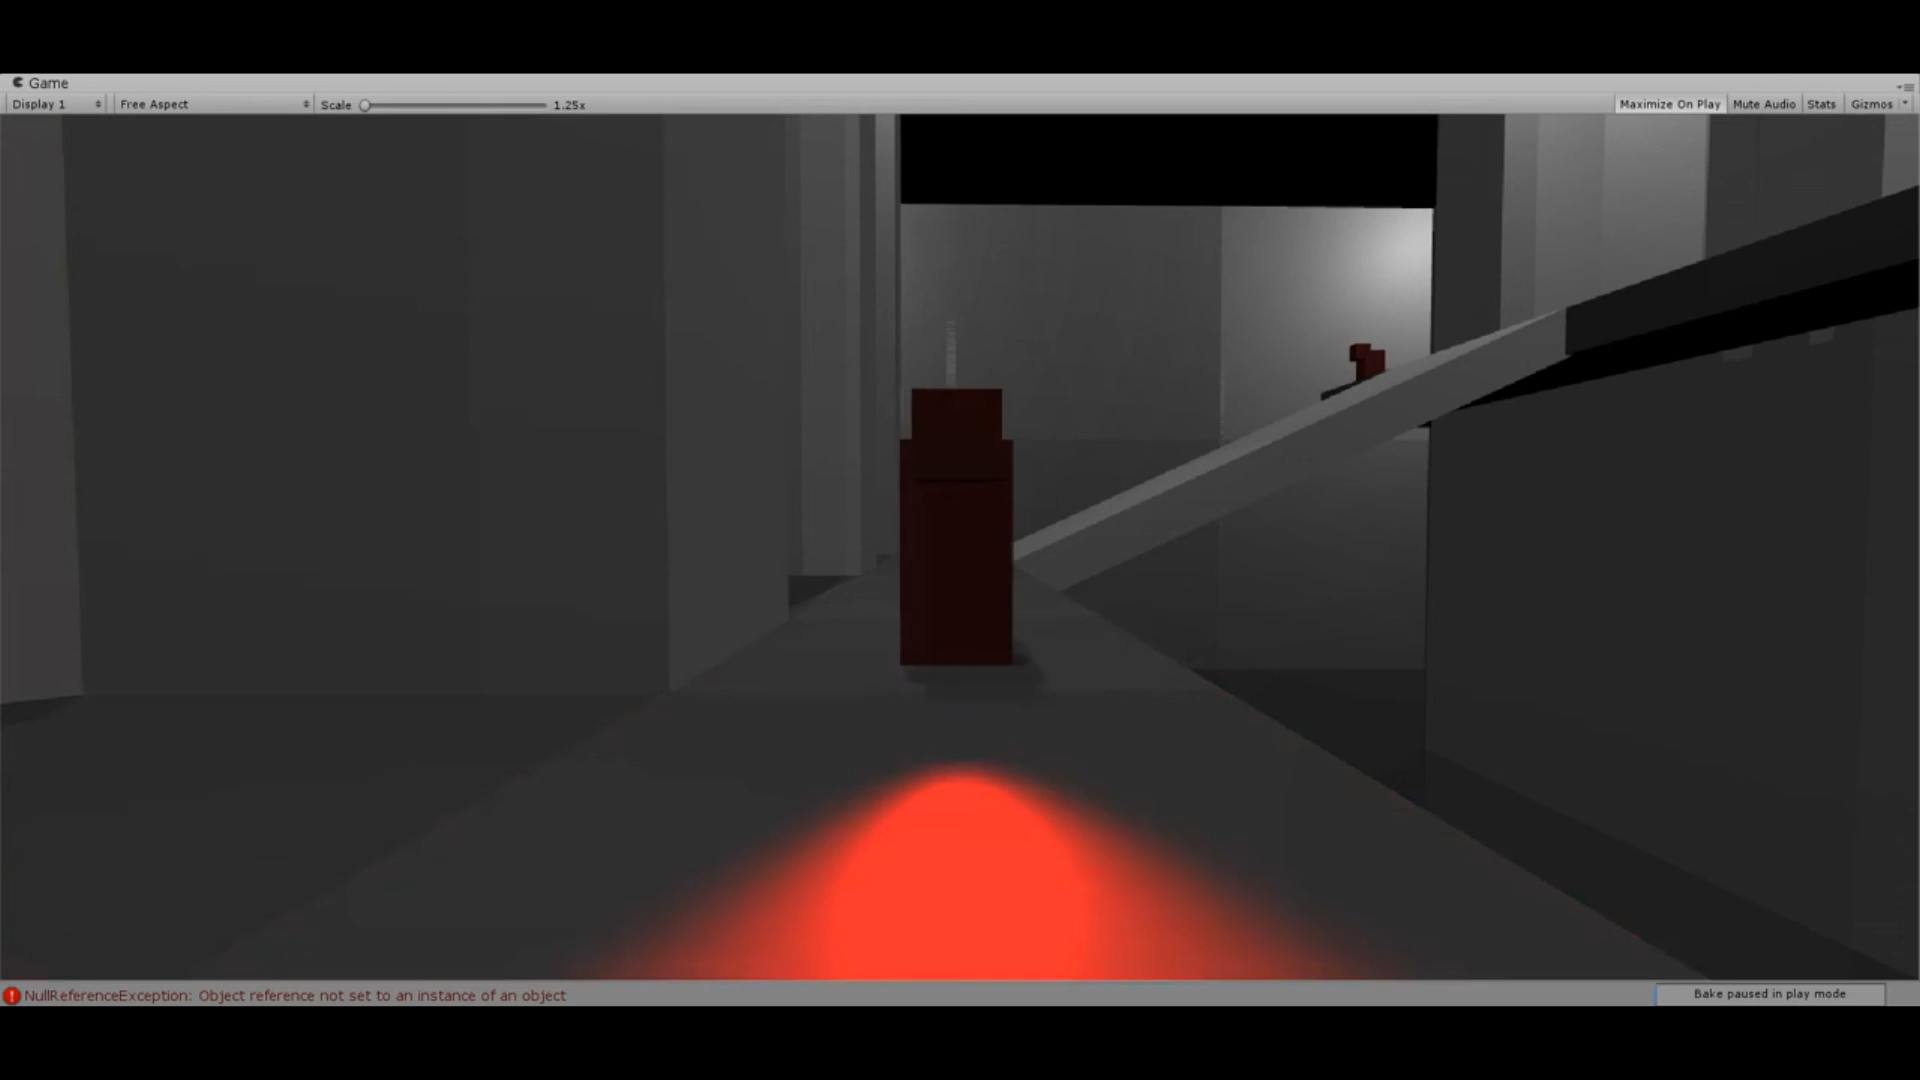 Game
Display 1 Free Aspect Scale 1.25x Maximize On Play Mute Audio Stats Gizmos
NullReferenceException: Object reference not set to an instance of an object
Bake paused in play mode